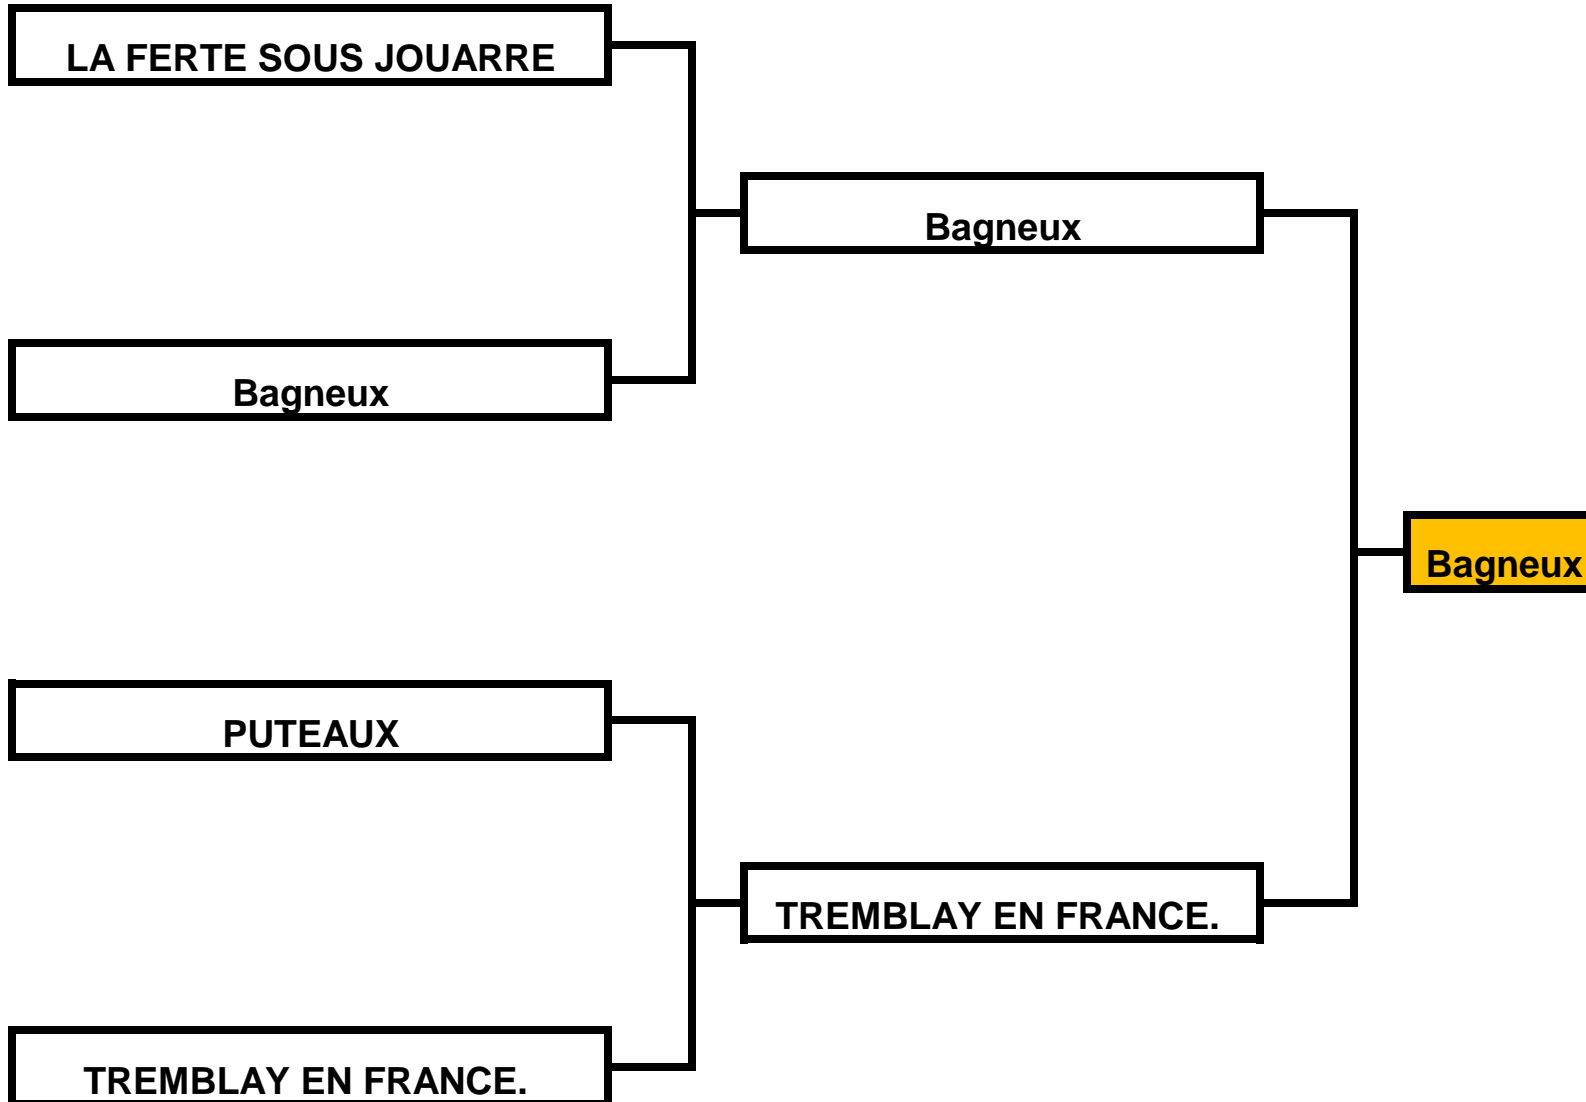 LA FERTE SOUS JOUARRE
Bagneux
Bagneux
Bagneux
PUTEAUX
TREMBLAY EN FRANCE.
TREMBLAY EN FRANCE.